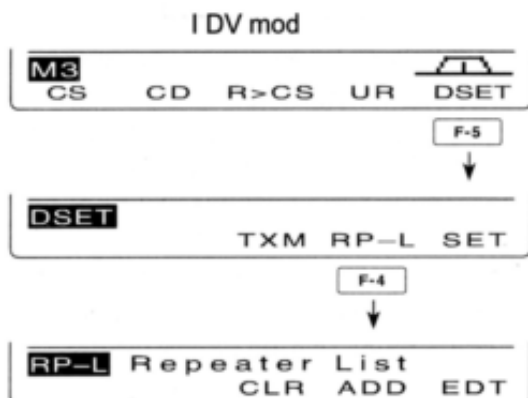 I DV mod
M3
CS CD R>CS UR DSET
F-5
DSET
TXM RP-L SET
F-4
RP-L Repeater List
CLR ADD EDT